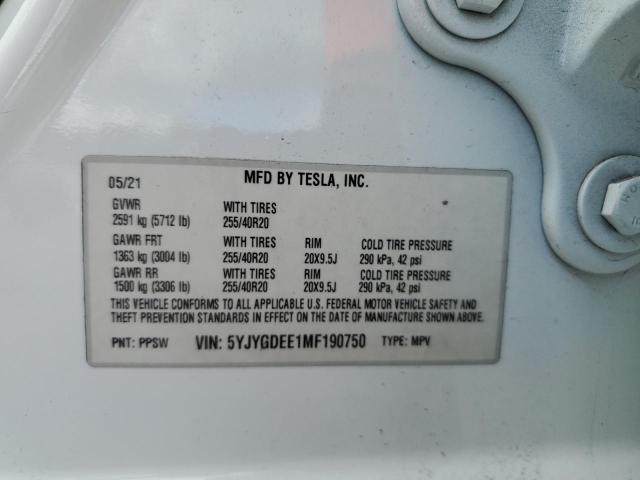 05/21 MFD BY TESLA, INC.
GVWR WITH TIRES
2591 kg (5712 lb) 255/40R20
GAWR FRT WITH TIRES RIM COLD TIRE PRESSURE
1363 kg (3004 lb) 255/40R20 20X9.5J 290 kPa, 42 psi
GAWR RR WITH TIRES RIM COLD TIRE PRESSURE
1500 kg (3306 lb) 255/40R20 20X9.5J 290 kPa, 42 psi
THIS VEHICLE CONFORMS TO ALL APPLICABLE U.S. FEDERAL MOTOR VEHICLE SAFETY AND
THEFT PREVENTION STANDARDS IN EFFECT ON THE DATE OF MANUFACTURE SHOWN ABOVE.
PNT: PPSW VIN: 5YJYGDEE1MF190750 TYPE: MPV